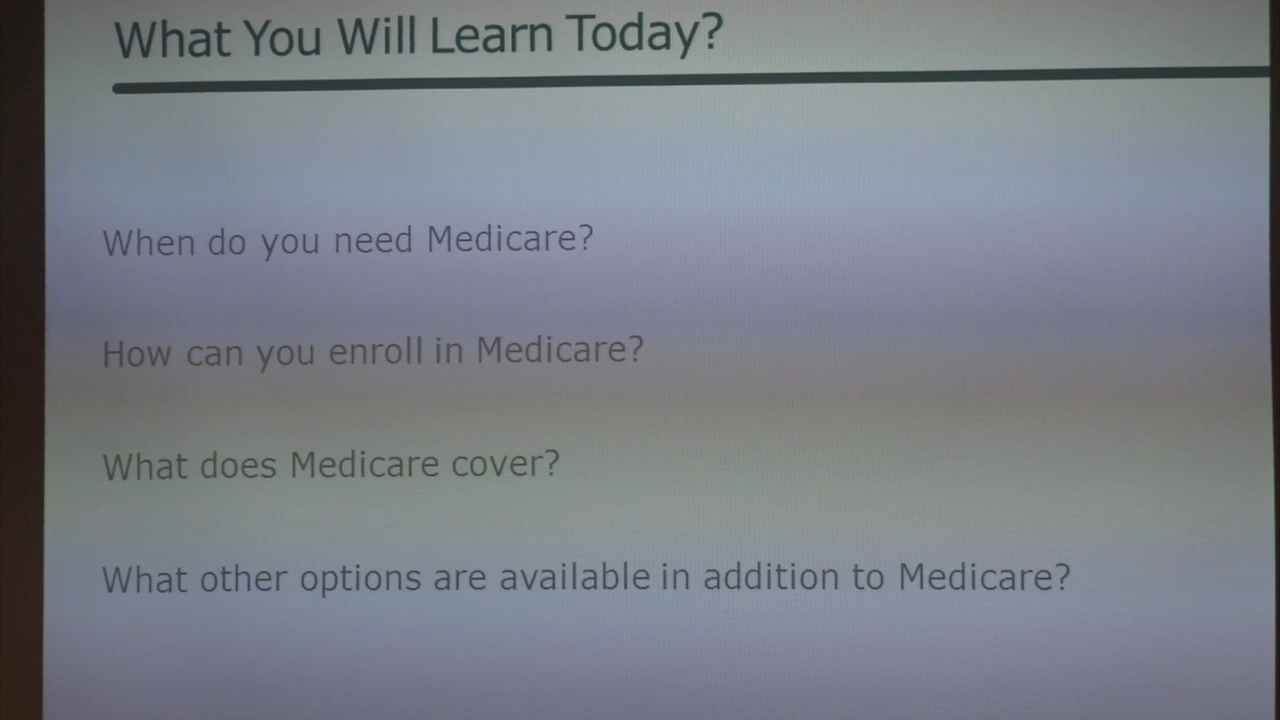 What You Will Learn Today?
When do you need Medicare?
How can you enroll in Medicare?
What does Medicare cover?
What other options are available in addition to Medicare?